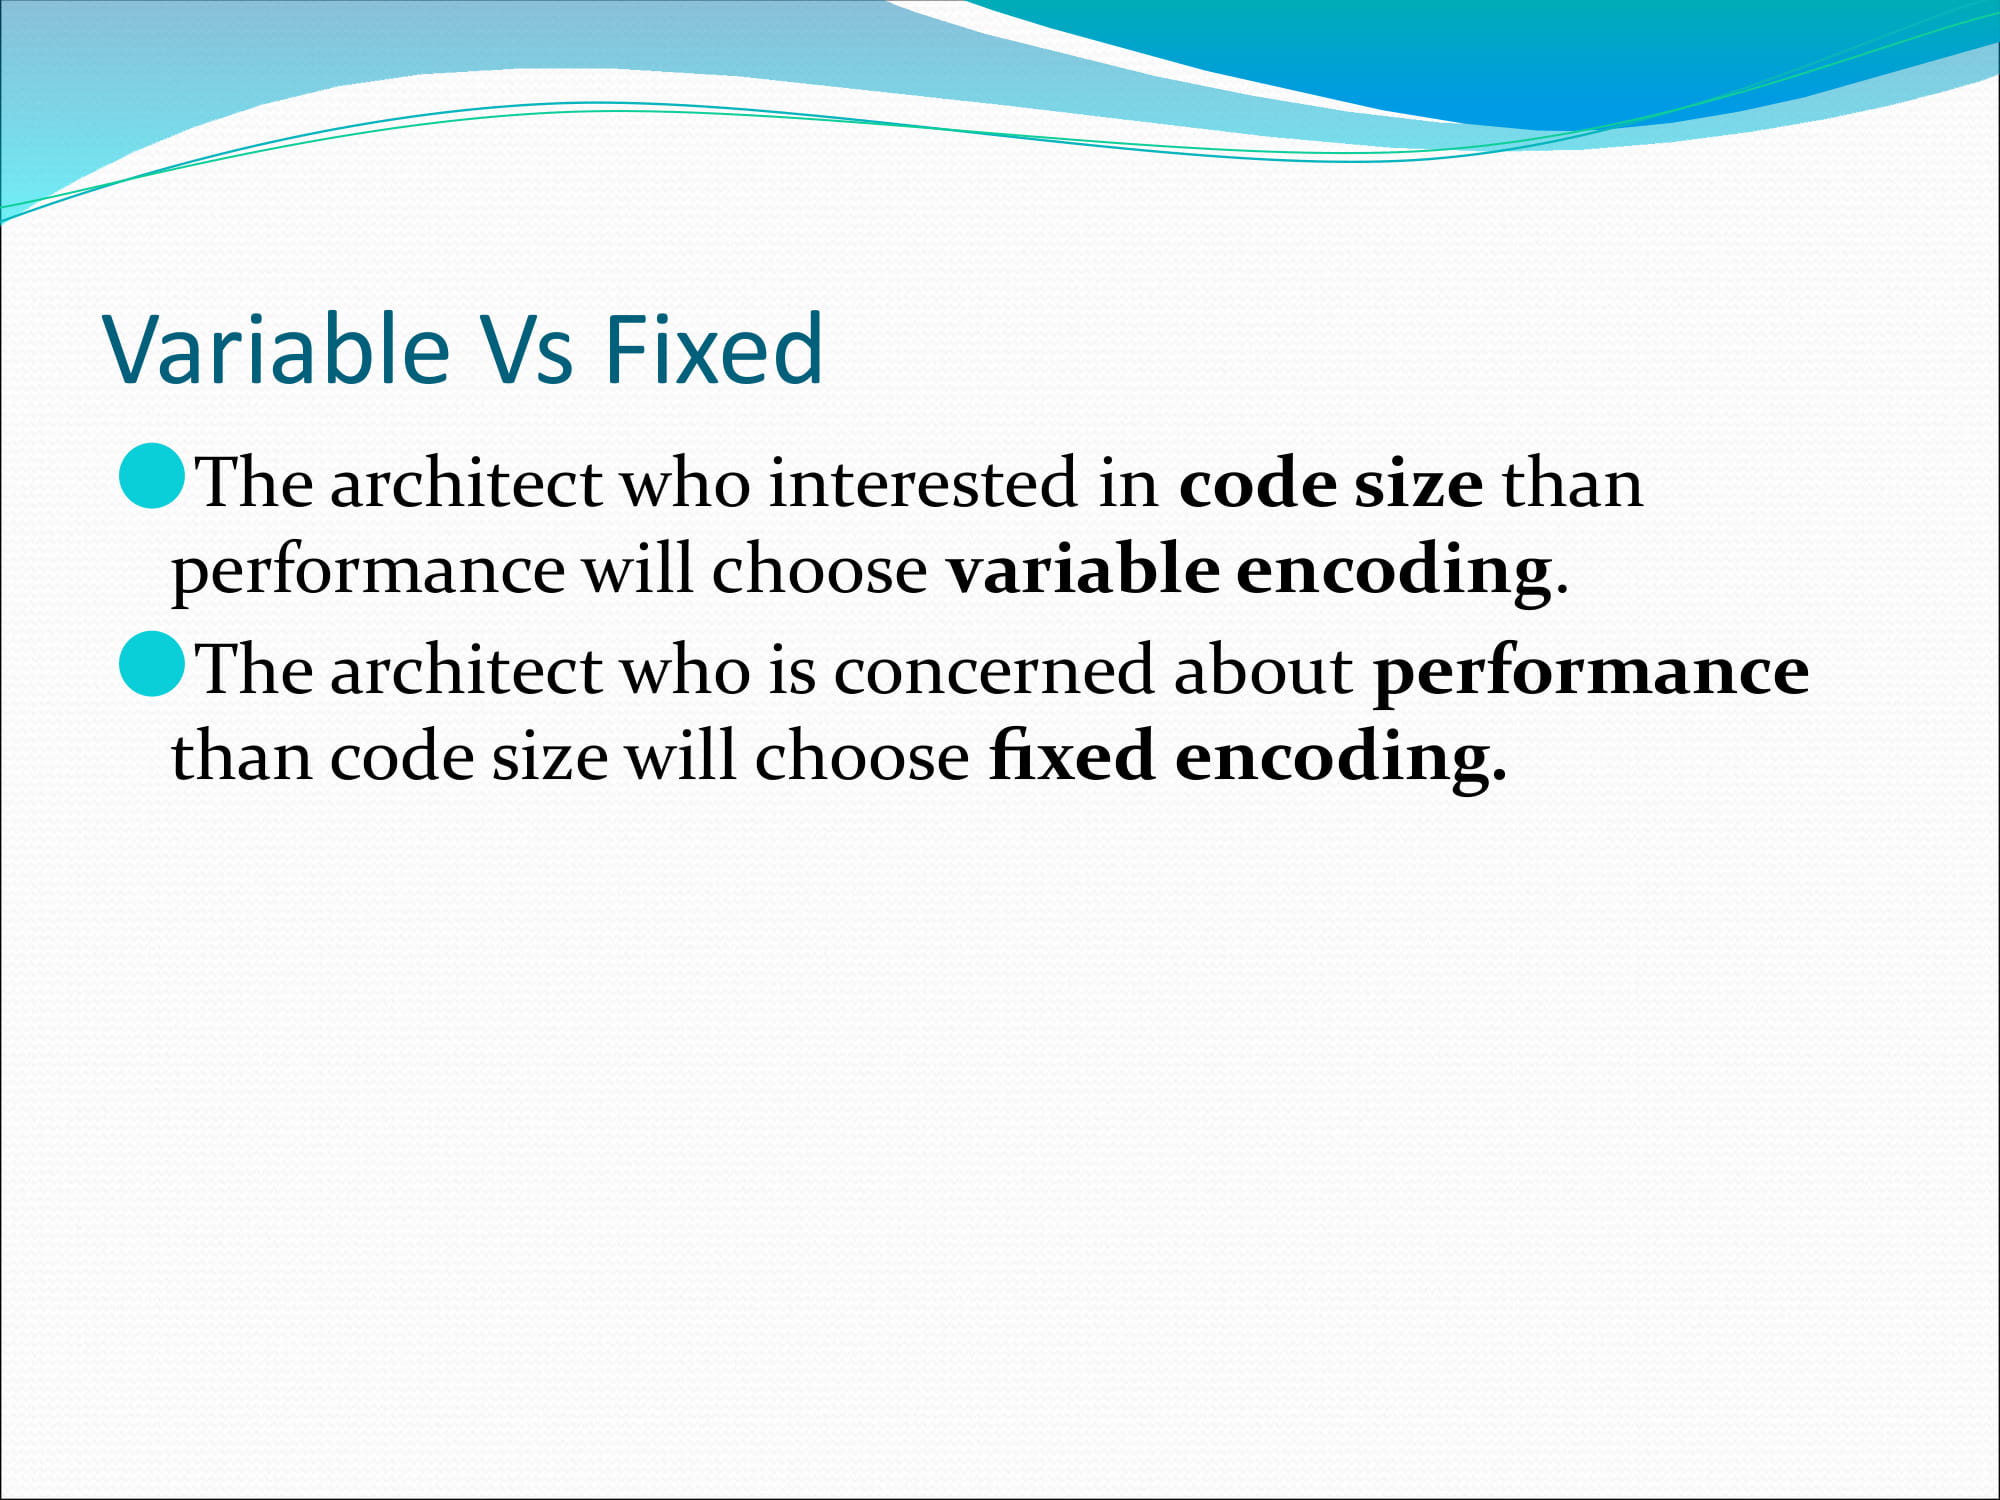 Variable Vs Fixed
The architect who interested in code size than
performance will choose variable encoding.
The architect who is concerned about performance
than code size will choose fixed encoding.